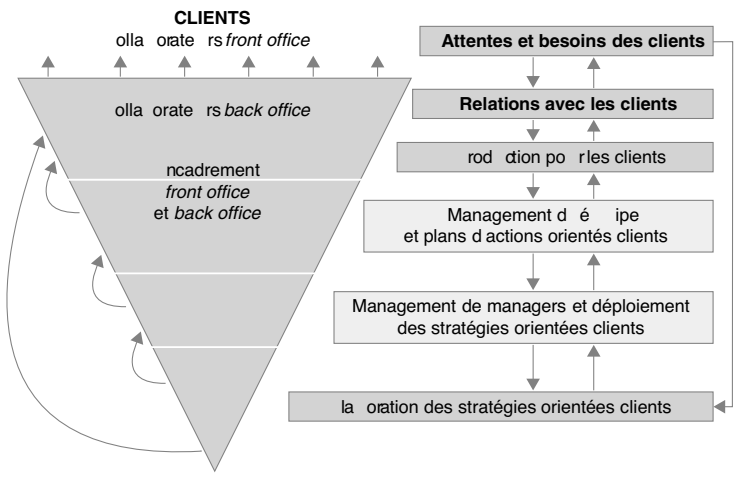 CLIENTS
olla orate rs front office
olla orate rs back office
ncadrement
front office
et back office
Attentes et besoins des clients
Relations avec les clients
rod ction po r les clients
Management d é ipe
et plans d actions orientés clients
Management de managers et déploiement
des stratégies orientées clients
la oration des stratégies orientées clients